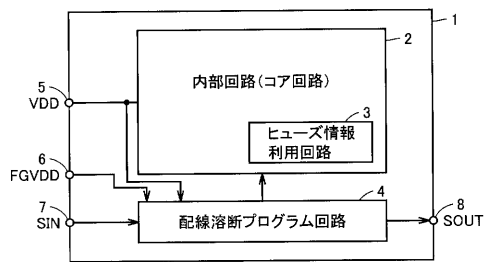 1
2
内部回路(コア回路)
5
VDD
3
ヒューズ情報
利用回路
6
FGVDD
4
7
SIN
配線溶断プログラム回路
8
SOUT